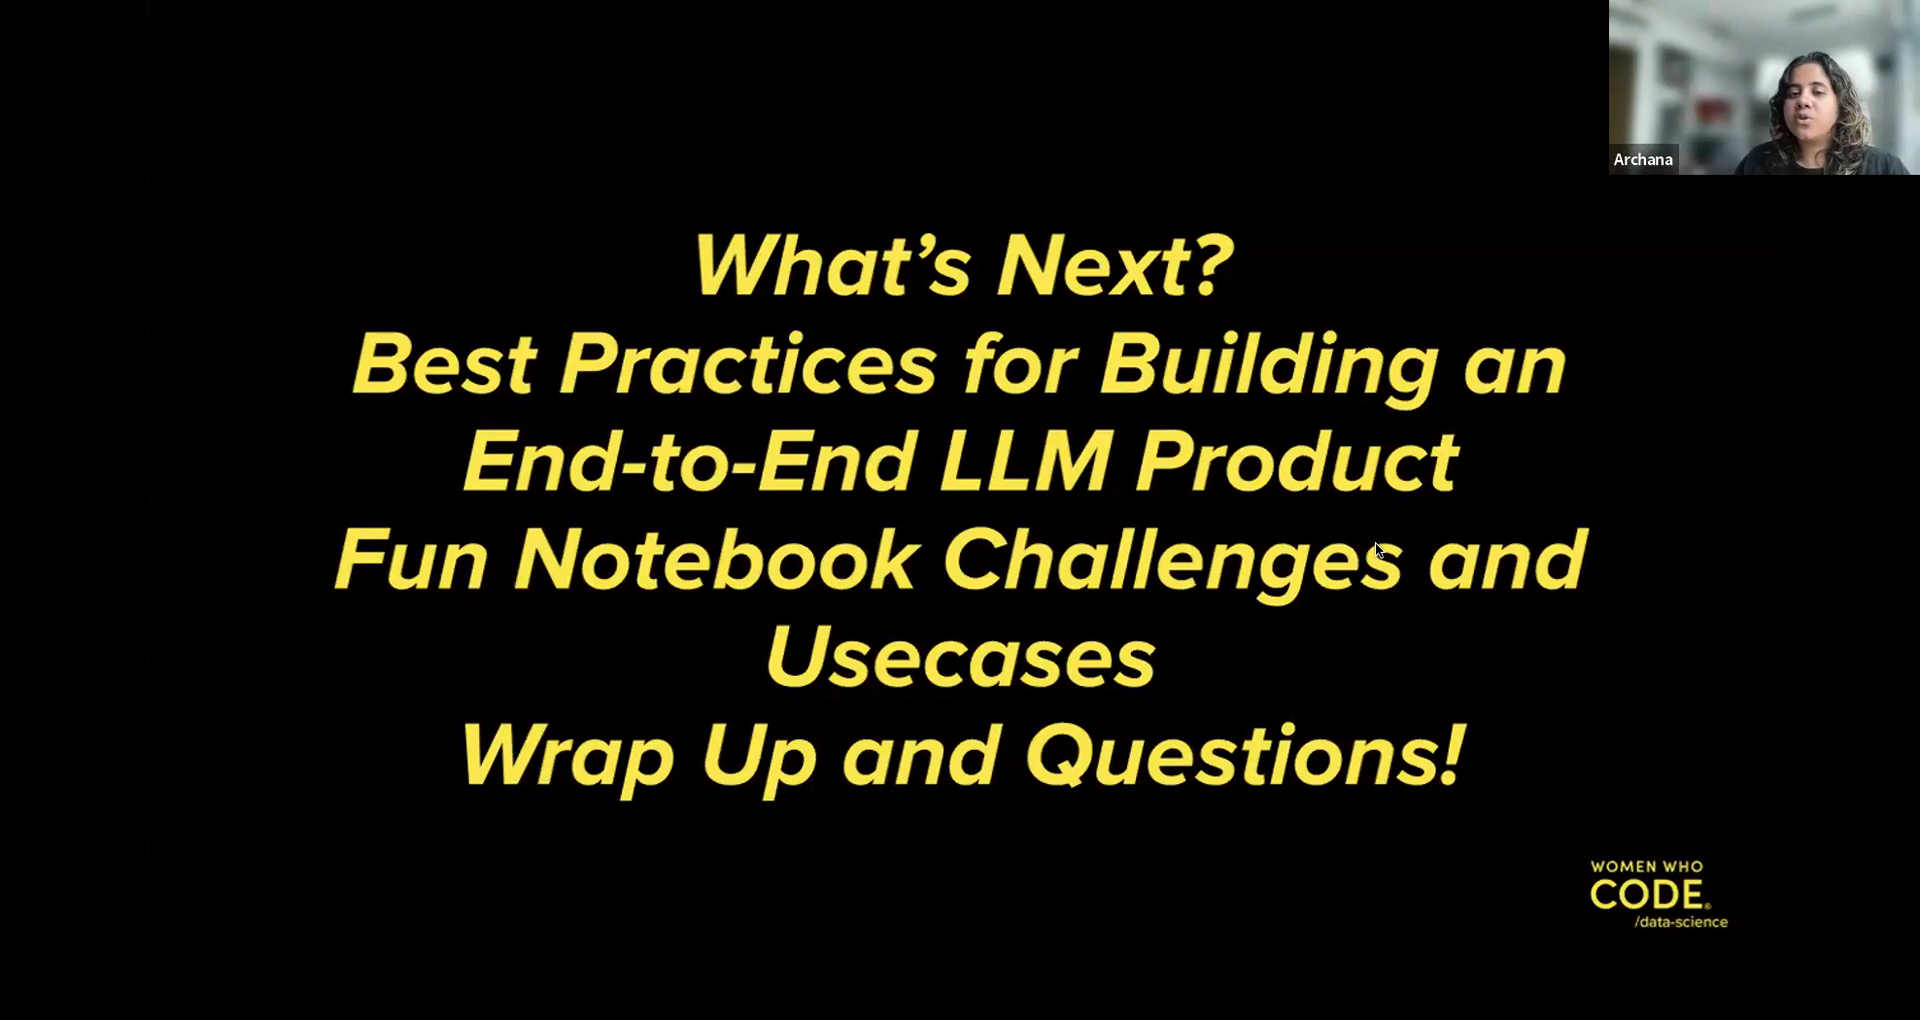 Archana
What's Next?
Best Practices for Building an
End-to-End LLM Product
Fun Notebook Challenges and
Usecases
Wrap Up and Questions!
WOMEN WHO
CODE®
/data-science